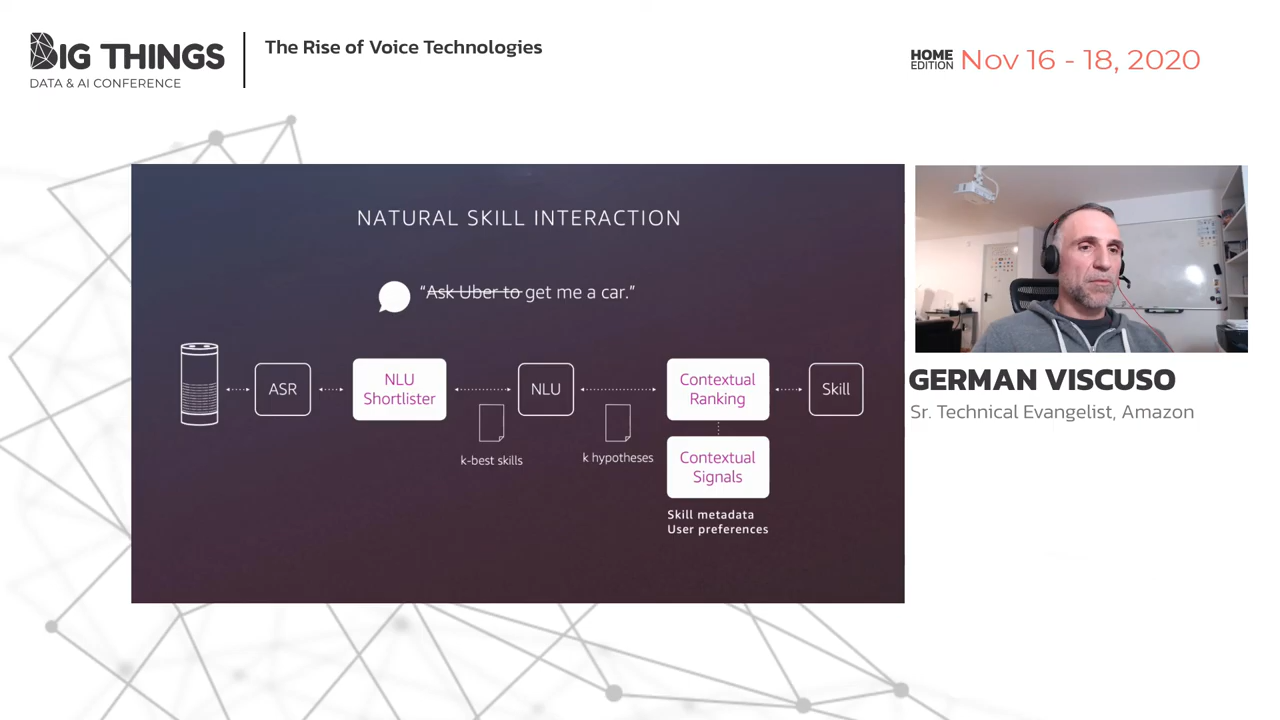 BIG THINGS
DATA & AI CONFERENCE
The Rise of Voice Technologies
HOME
EDITION
Nov 16 - 18, 2020
NATURAL SKILL INTERACTION
“Ask Uber to get me a car.”
ASR
NLU
Shortlister
NLU
Contextual
Ranking
Skill
k-best skills
k hypotheses
Contextual
Signals
Skill metadata
User preferences
GERMAN VISCUSO
Sr. Technical Evangelist, Amazon